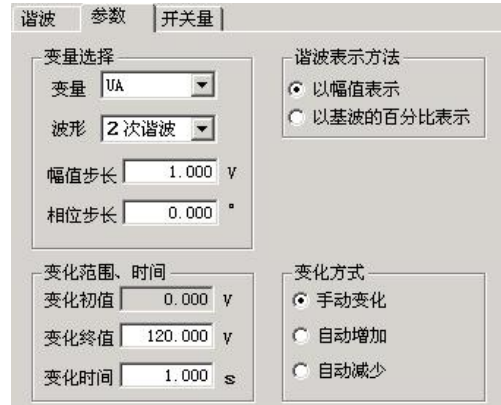 谐波 参数 开关量
变量选择
变量 UA
波形 2次谐波
幅值步长 1.000 V
相位步长 0.000 °
谐波表示方法
以幅值表示
以基波的百分比表示
变化范围、时间
变化初值 0.000 V
变化终值 120.000 V
变化时间 1.000 s
变化方式
手动变化
自动增加
自动减少